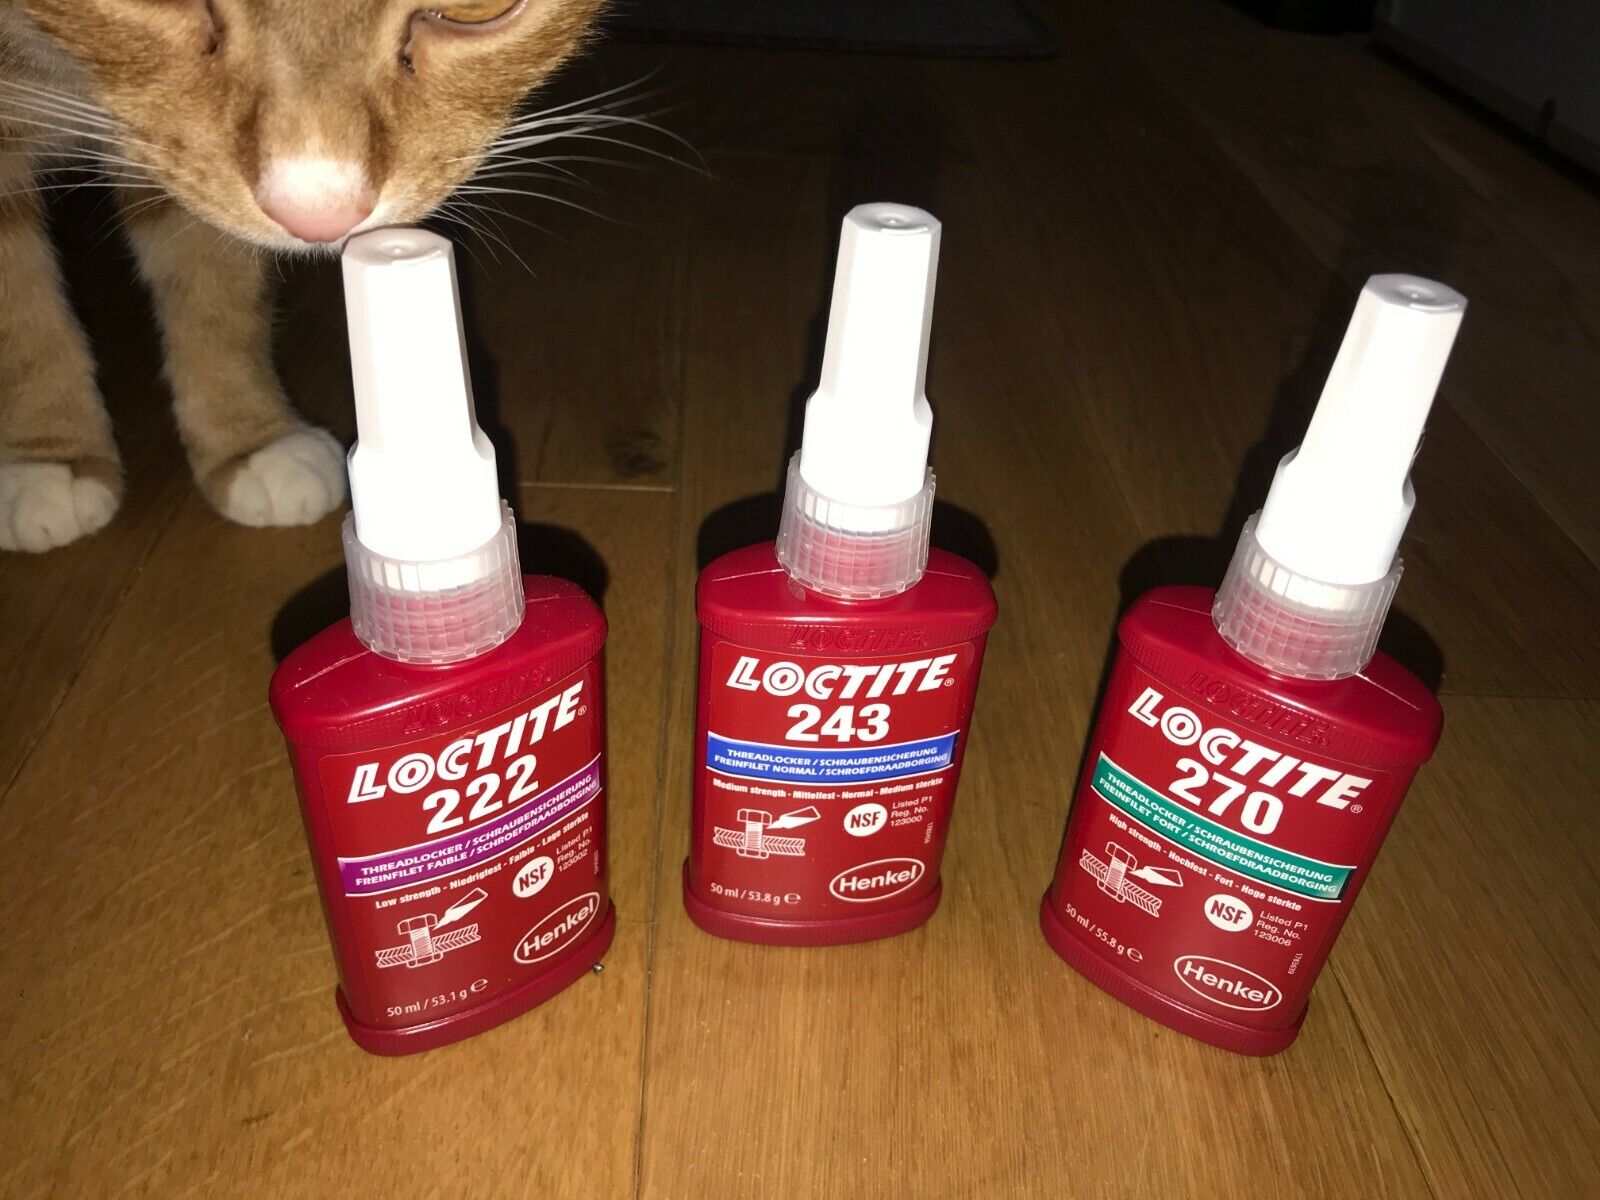 LOCTITE
LOCTITE®
222
THREADLOCKER / SCHRAUBENSICHERUNG
FREINFILET FAIBLE / SCHROEFDRAADBORGING
Low strength - Niedrigfest - Faible - Lage sterkte
NSF
Listed P1
Reg. No.
123002
Henkel
50 ml / 53.1 g ℮
LOCTITE
LOCTITE®
243
THREADLOCKER / SCHRAUBENSICHERUNG
FREINFILET NORMAL / SCHROEFDRAADBORGING
Medium strength - Mittelfest - Normal - Medium sterkte
NSF
Listed P1
Reg. No.
123000
Henkel
50 ml / 53.8 g ℮
LOCTITE
LOCTITE®
270
THREADLOCKER / SCHRAUBENSICHERUNG
FREINFILET FORT / SCHROEFDRAADBORGING
High strength - Hochfest - Fort - Hoge sterkte
NSF
Listed P1
Reg. No.
123006
Henkel
50 ml / 55.8 g ℮